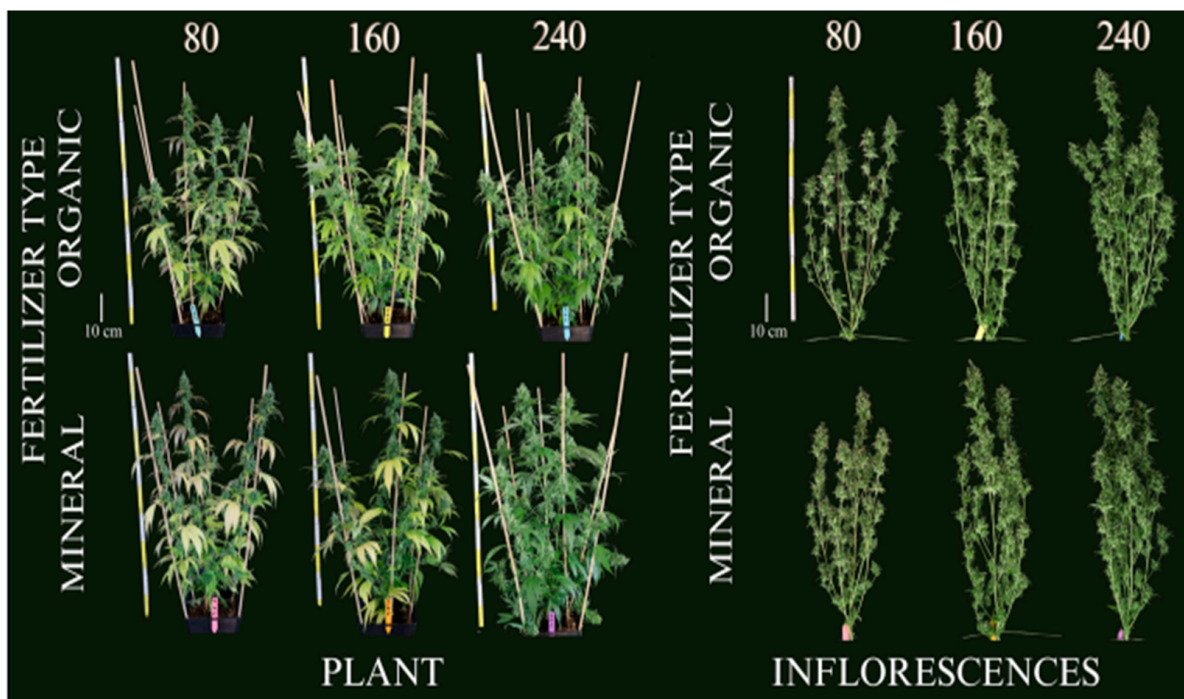 80 160 240
80 160 240
FERTILIZER TYPE
ORGANIC
MINERAL
10 cm
FERTILIZER TYPE
ORGANIC
MINERAL
10 cm
PLANT
INFLORESCENCES